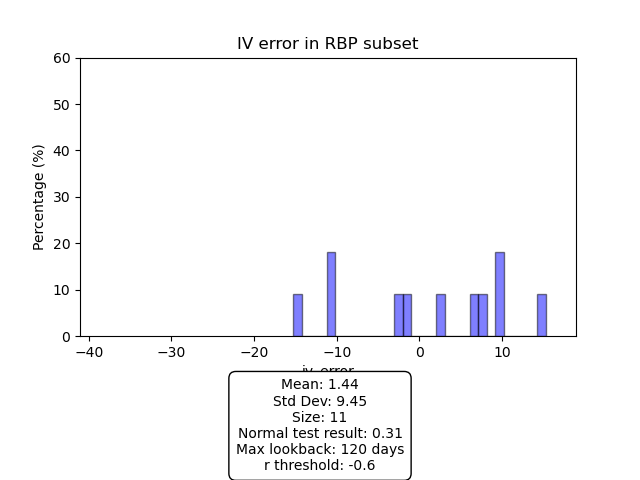 IV error in RBP subset
Percentage (%)
60
50
40
30
20
10
0
−40 −30 −20 −10 0 10
iv_error
Mean: 1.44
Std Dev: 9.45
Size: 11
Normal test result: 0.31
Max lookback: 120 days
r threshold: -0.6